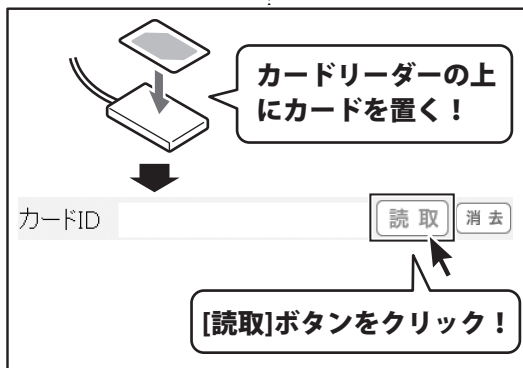 カードリーダーの上
にカードを置く！
カードID 読 取 消 去
[読取]ボタンをクリック！